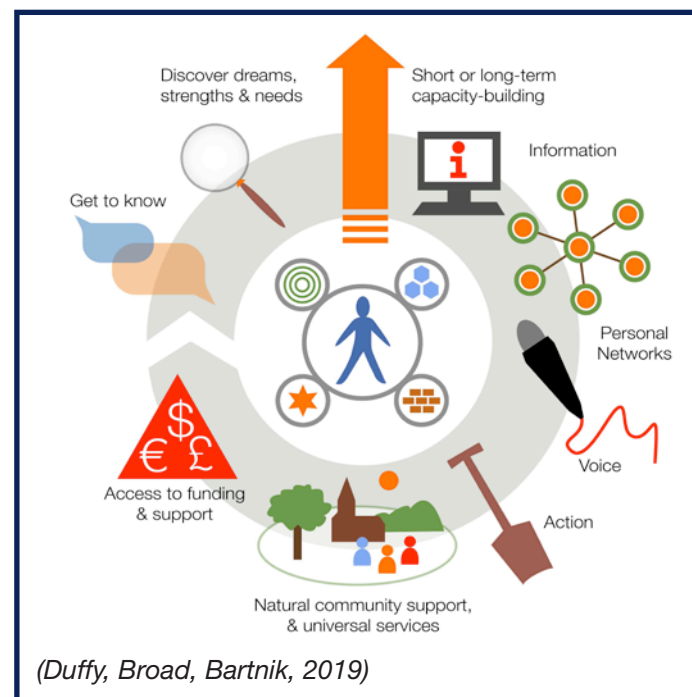 Discover dreams,
strengths & needs
Short or long-term
capacity-building
Information
Get to know
Personal
Networks
Voice
Action
$
€ £
Access to funding
& support
Natural community support,
& universal services
(Duffy, Broad, Bartnik, 2019)